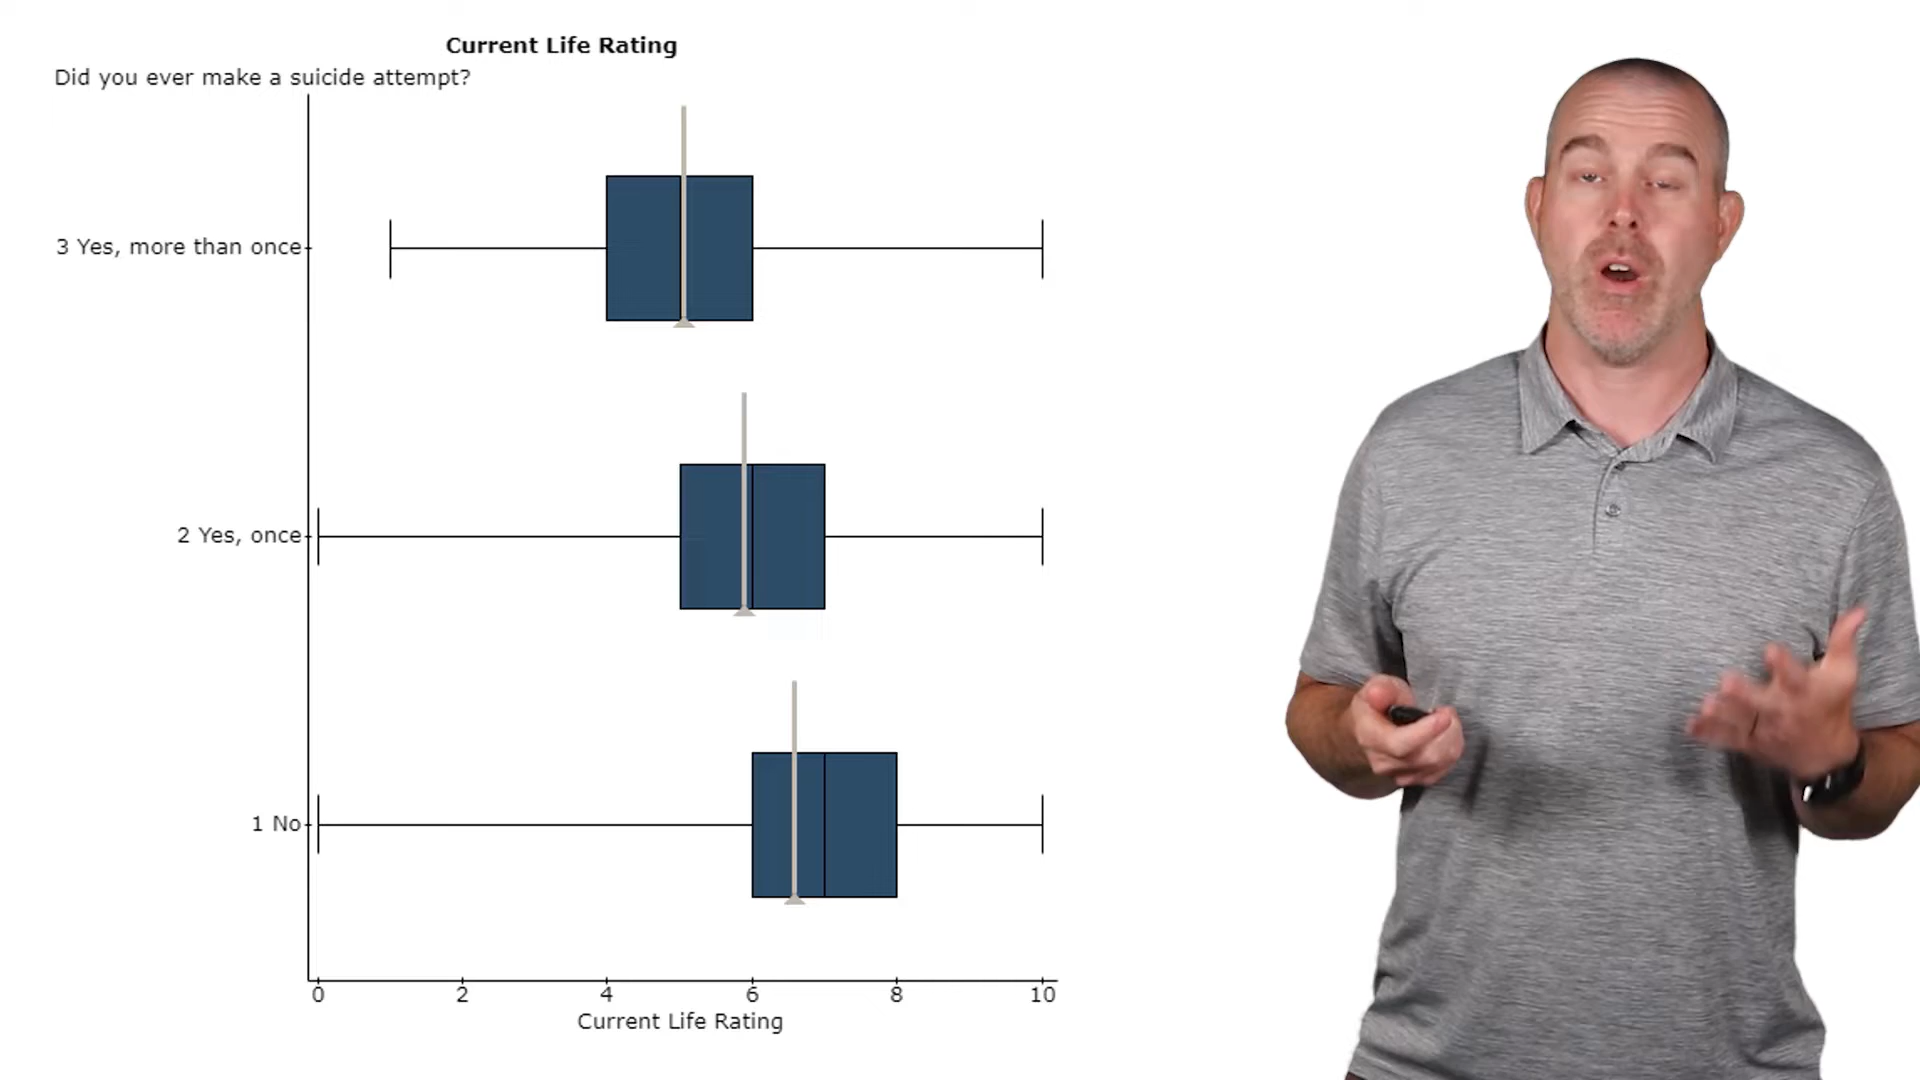 Current Life Rating
Did you ever make a suicide attempt?
3 Yes, more than once
2 Yes, once
1 No
0 2 4 6 8 10
Current Life Rating